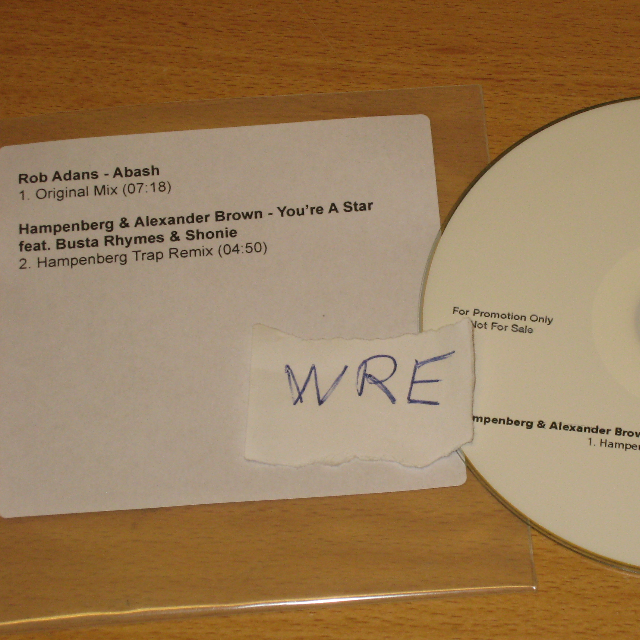 Rob Adans - Abash
1. Original Mix (07:18)
Hampenberg & Alexander Brown - You're A Star
feat. Busta Rhymes & Shonie
2. Hampenberg Trap Remix (04:50)
WRE
For Promotion Only
Not For Sale
mpenberg & Alexander Brow
1. Hamper